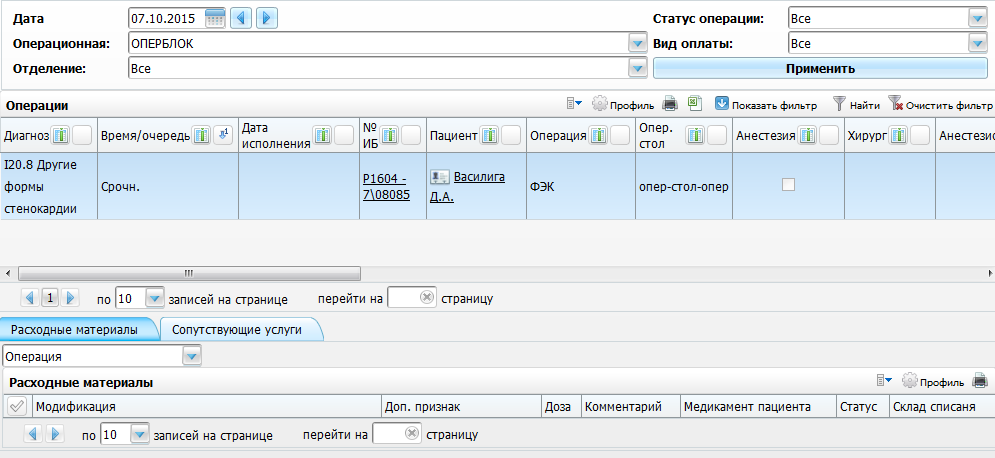 Дата 07.10.2015 Статус операции: Все
Операционная: ОПЕРБЛОК Вид оплаты: Все
Отделение: Все Применить
Операции Профиль Показать фильтр Найти Очистить фильтр
Диагноз Время/очередь Дата исполнения № ИБ Пациент Операция Опер. стол Анестезия Хирург Анестезис
I20.8 Другие формы стенокардии Срочн. P1604 - 7\08085 Василига Д.А. ФЭК опер-стол-опер
1 по 10 записей на странице перейти на страницу
Расходные материалы Сопутствующие услуги
Операция
Расходные материалы Профиль
Модификация Доп. признак Доза Комментарий Медикамент пациента Статус Склад списаня
по 10 записей на странице перейти на страницу